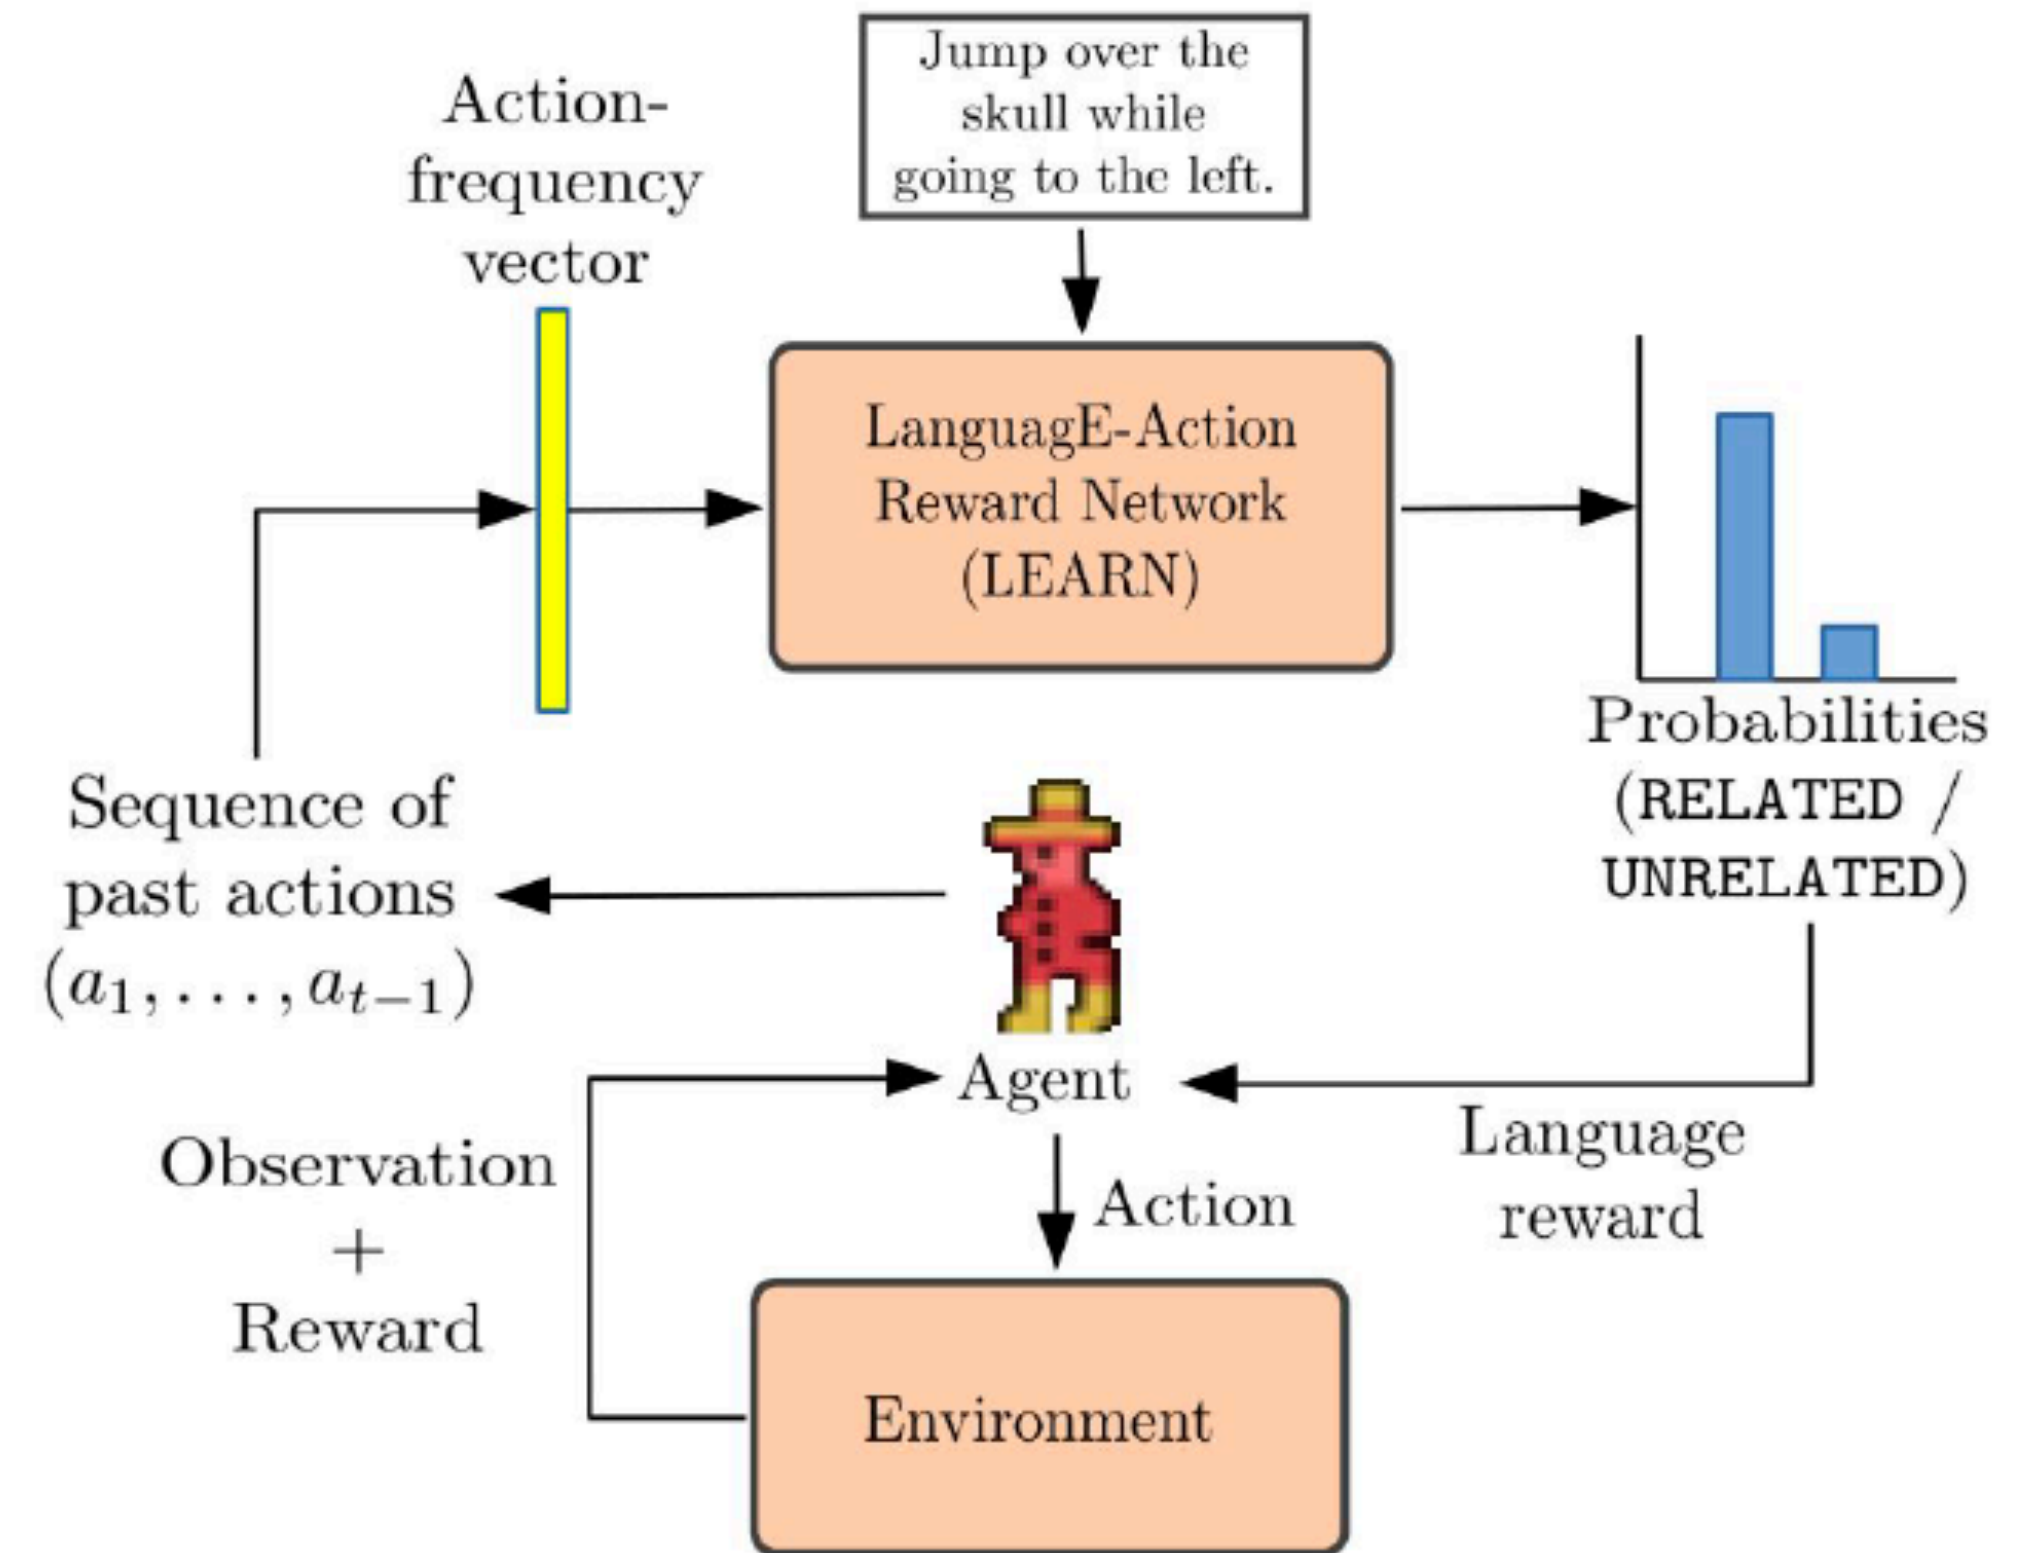 Jump over the
skull while
going to the left.
Action-
frequency
vector
LanguagE-Action
Reward Network
(LEARN)
Probabilities
(RELATED /
UNRELATED)
Sequence of
past actions
(a₁, . . . , aₜ₋₁)
Agent
Language
reward
Observation
+
Reward
Action
Environment